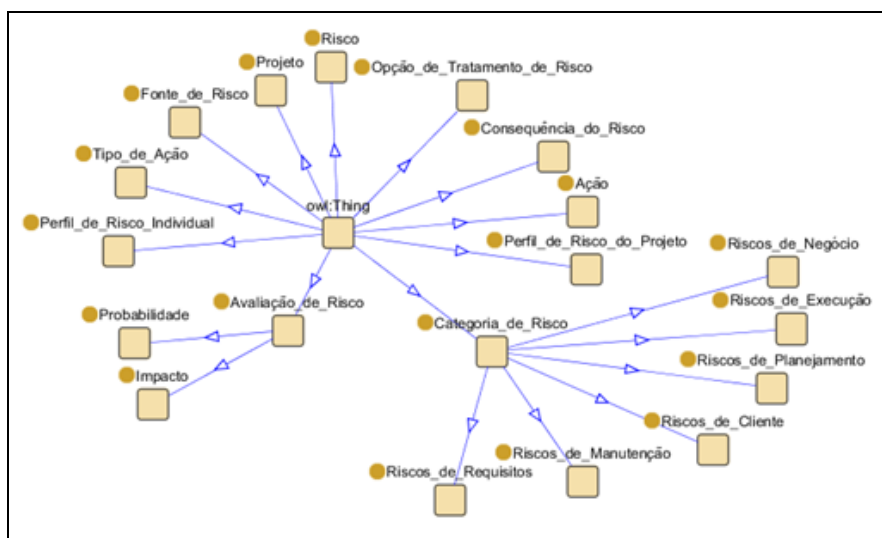 Risco
Projeto
Opção_de_Tratamento_de_Risco
Fonte_de_Risco
Consequência_do_Risco
Tipo_de_Ação
Ação
owl:Thing
Perfil_de_Risco_Individual
Perfil_de_Risco_do_Projeto
Riscos_de_Negócio
Avaliação_de_Risco
Riscos_de_Execução
Probabilidade
Categoria_de_Risco
Riscos_de_Planejamento
Impacto
Riscos_de_Cliente
Riscos_de_Manutenção
Riscos_de_Requisitos